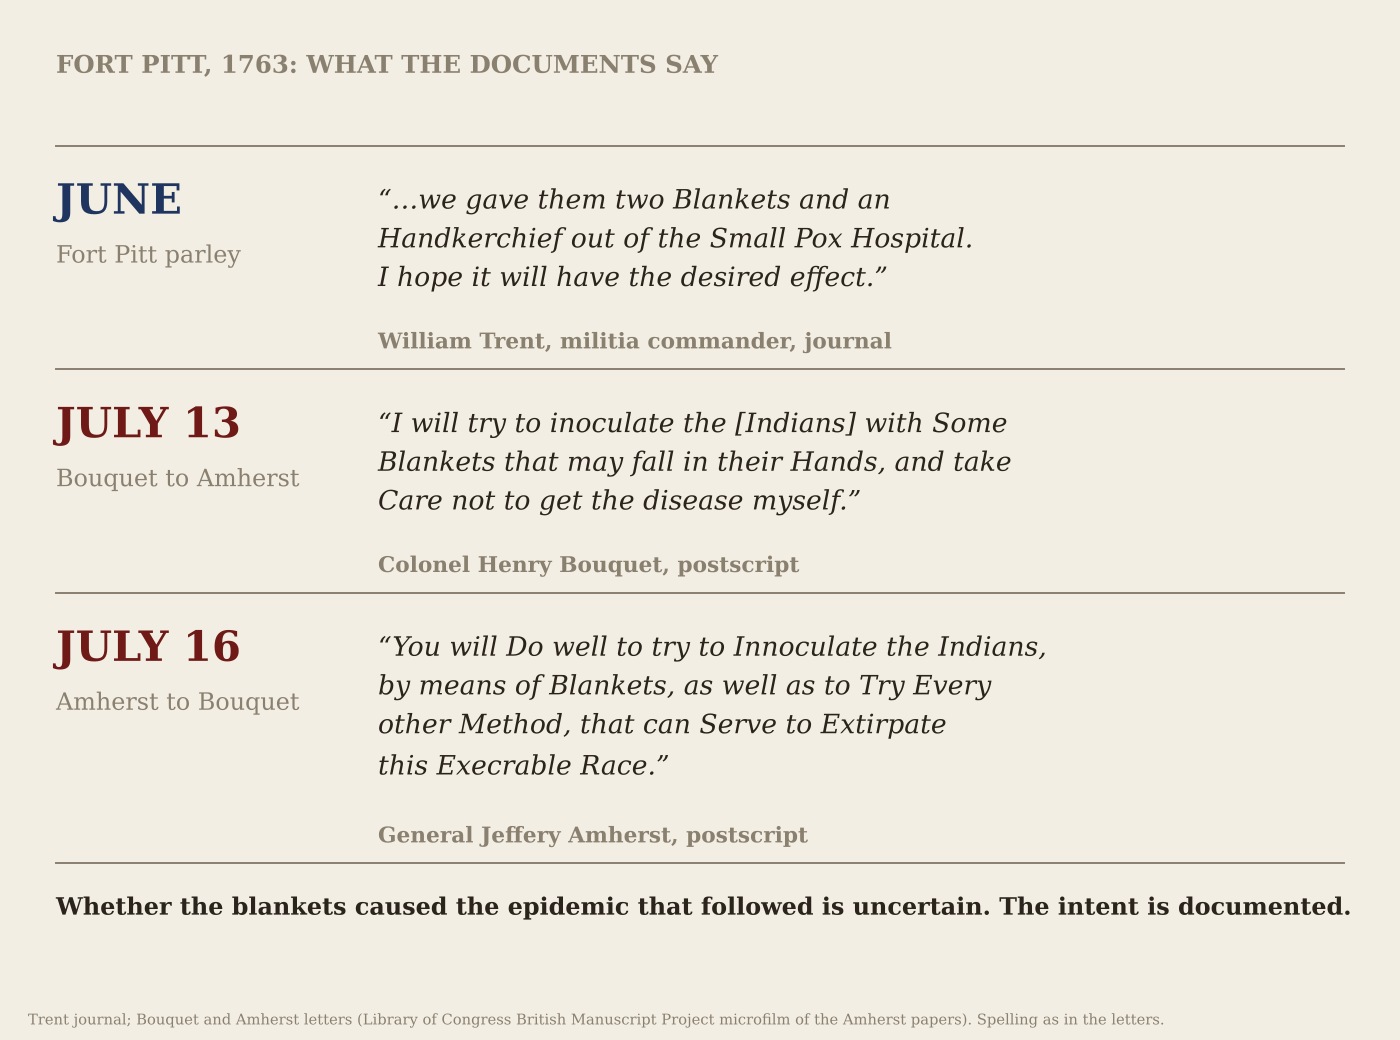 FORT PITT, 1763: WHAT THE DOCUMENTS SAY
JUNE
Fort Pitt parley
“…we gave them two Blankets and an
Handkerchief out of the Small Pox Hospital.
I hope it will have the desired effect.”
William Trent, militia commander, journal
JULY 13
Bouquet to Amherst
“I will try to inoculate the [Indians] with Some
Blankets that may fall in their Hands, and take
Care not to get the disease myself.”
Colonel Henry Bouquet, postscript
JULY 16
Amherst to Bouquet
“You will Do well to try to Innoculate the Indians,
by means of Blankets, as well as to Try Every
other Method, that can Serve to Extirpate
this Execrable Race.”
General Jeffery Amherst, postscript
Whether the blankets caused the epidemic that followed is uncertain. The intent is documented.
Trent journal; Bouquet and Amherst letters (Library of Congress British Manuscript Project microfilm of the Amherst papers). Spelling as in the letters.